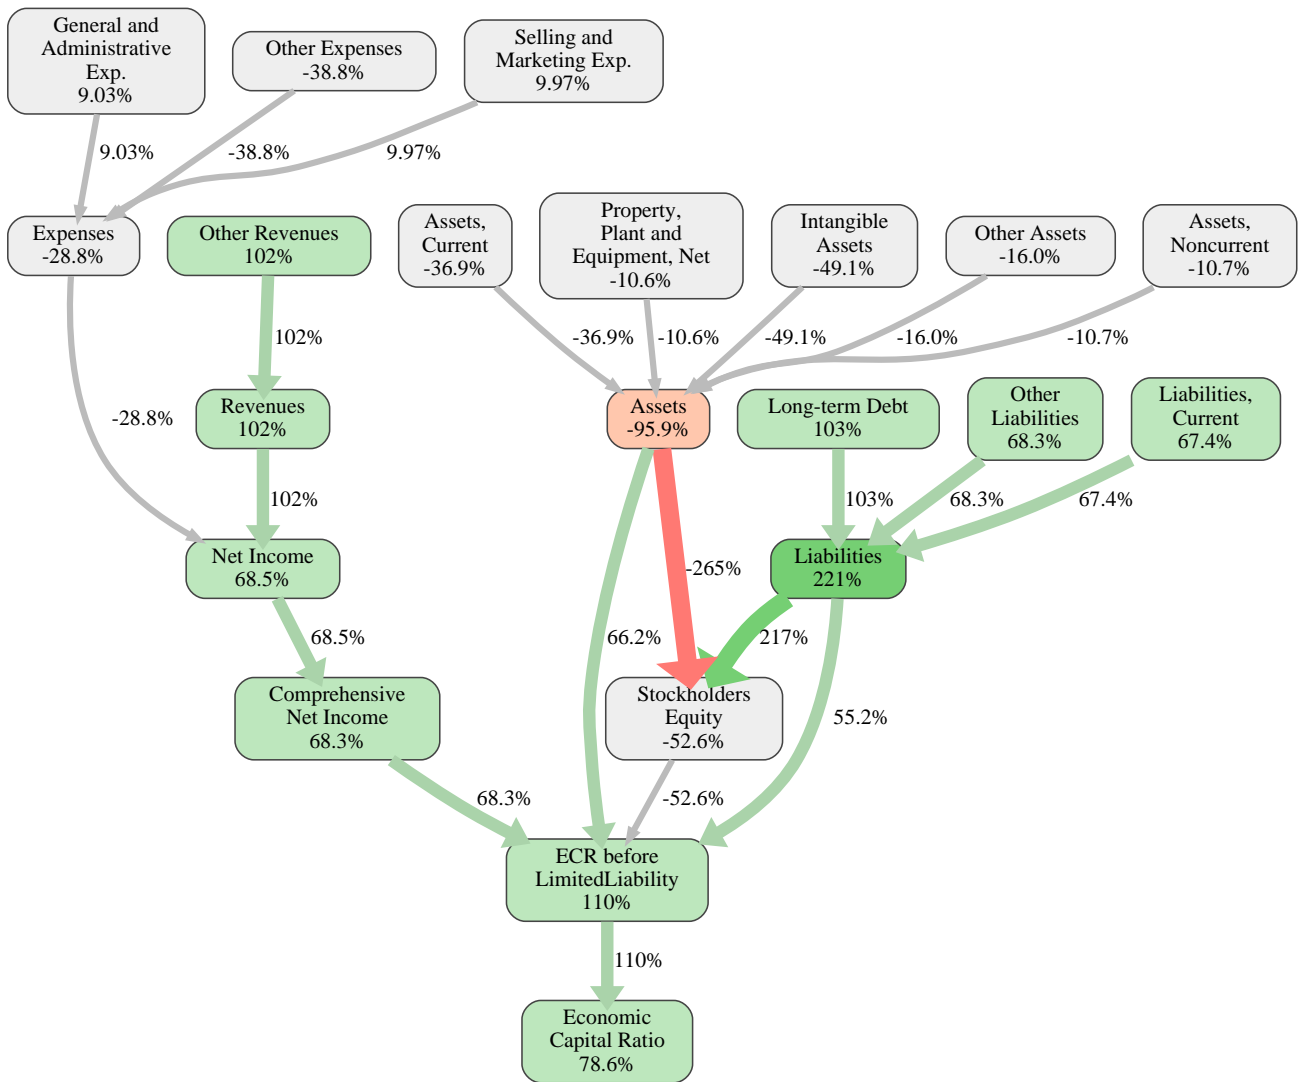 General and
Administrative
Exp.
9.03%
Other Expenses
-38.8%
Selling and
Marketing Exp.
9.97%
9.03%
-38.8%
9.97%
Expenses
-28.8%
Other Revenues
102%
Assets,
Current
-36.9%
Property,
Plant and
Equipment, Net
-10.6%
Intangible
Assets
-49.1%
Other Assets
-16.0%
Assets,
Noncurrent
-10.7%
102%
-36.9%
-10.6%
-49.1%
-16.0%
-10.7%
-28.8%
Revenues
102%
Assets
-95.9%
Long-term Debt
103%
Other
Liabilities
68.3%
Liabilities,
Current
67.4%
102%
103%
68.3%
67.4%
Net Income
68.5%
-265%
Liabilities
221%
68.5%
66.2%
217%
Comprehensive
Net Income
68.3%
Stockholders
Equity
-52.6%
55.2%
68.3%
-52.6%
ECR before
LimitedLiability
110%
110%
Economic
Capital Ratio
78.6%